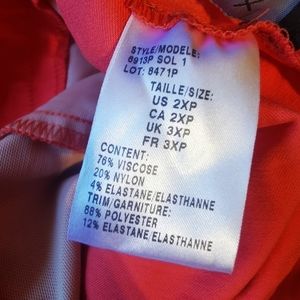 STYLE/MODELE:
6913P SOL 1
LOT: 8471P
TAILLE/SIZE:
US 2XP
CA 2XP
UK 3XP
FR 3XP
CONTENT:
76% VISCOSE
20% NYLON
4% ELASTANE/ELASTHANNE
TRIM/GARNITURE:
88% POLYESTER
12% ELASTANE/ELASTHANNE